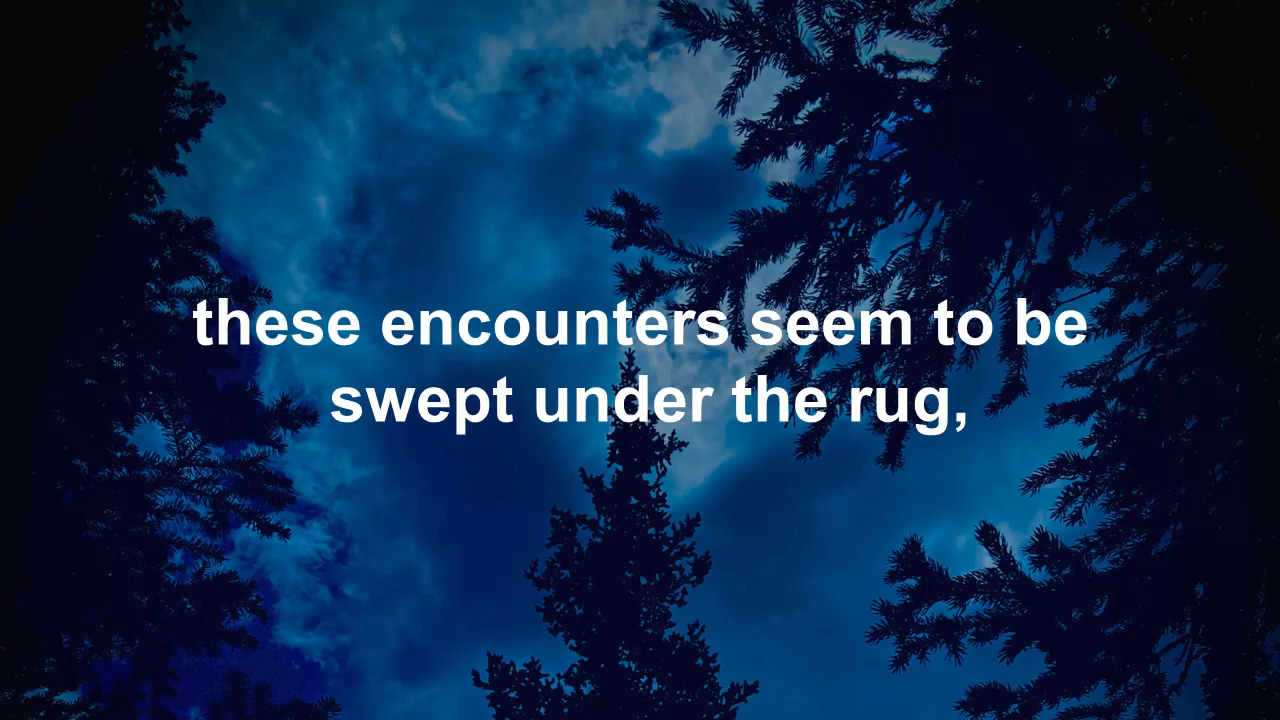 these encounters seem to be
swept under the rug,